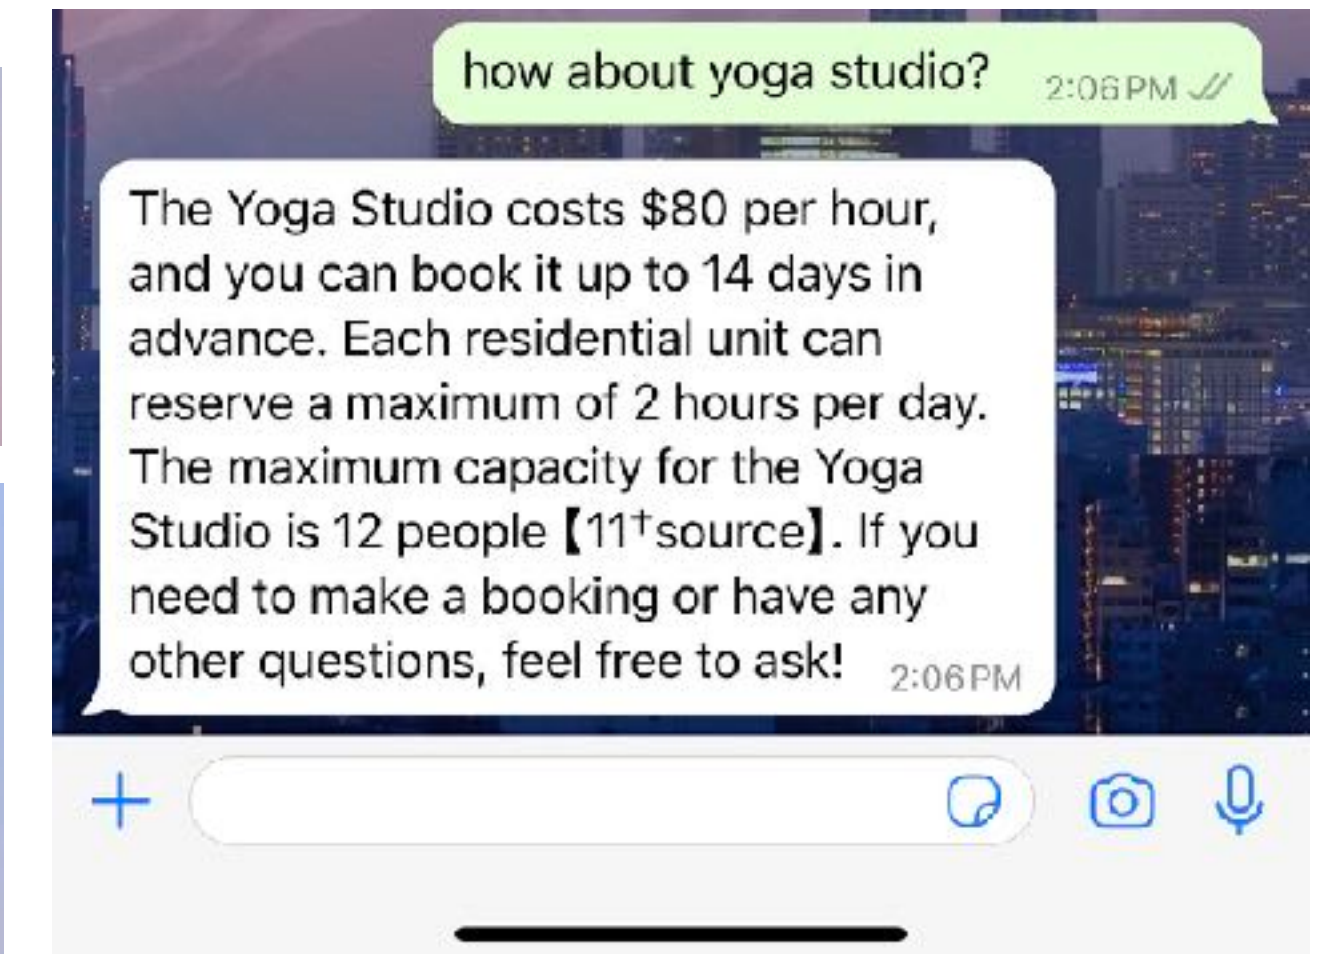 how about yoga studio?
2:06 PM
The Yoga Studio costs $80 per hour,
and you can book it up to 14 days in
advance. Each residential unit can
reserve a maximum of 2 hours per day.
The maximum capacity for the Yoga
Studio is 12 people【11†source】. If you
need to make a booking or have any
other questions, feel free to ask!
2:06 PM